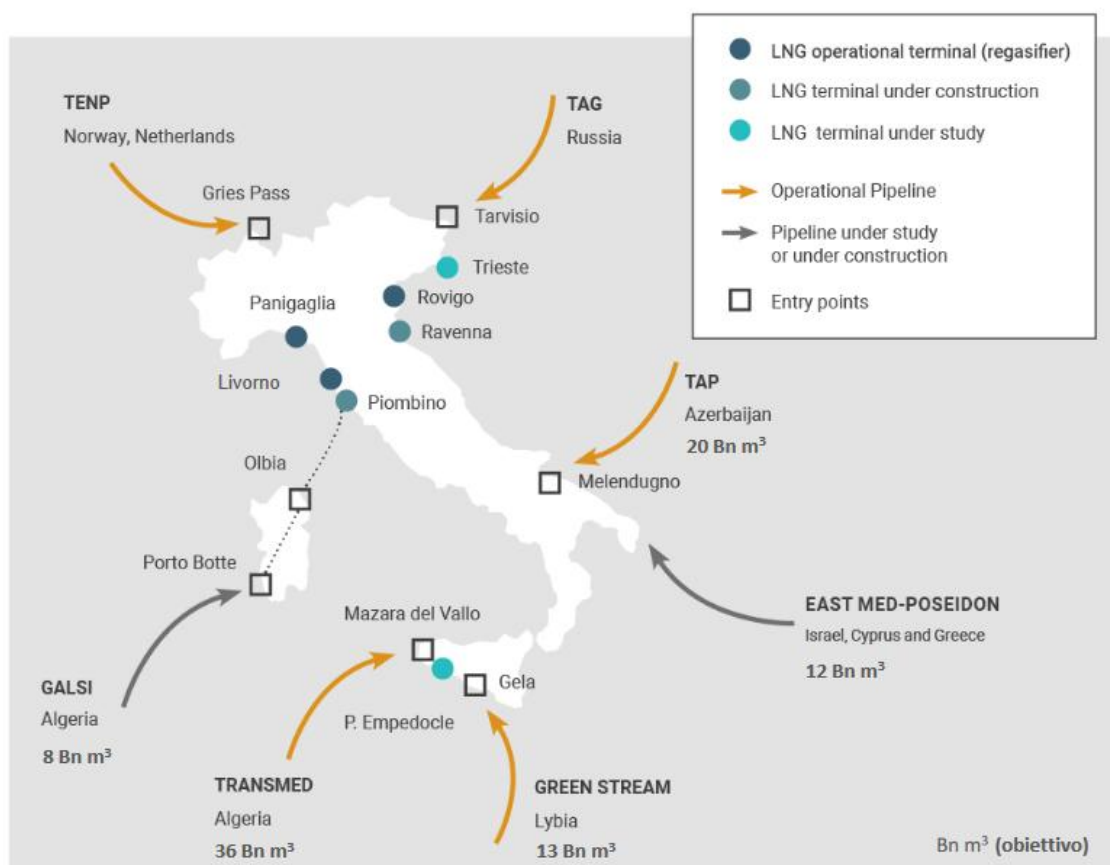 LNG operational terminal (regasifier)
LNG terminal under construction
LNG terminal under study
Operational Pipeline
Pipeline under study
or under construction
Entry points
TENP
Norway, Netherlands
Gries Pass
TAG
Russia
Tarvisio
Trieste
Rovigo
Panigaglia
Ravenna
Livorno
Piombino
TAP
Azerbaijan
20 Bn m³
Melendugno
Olbia
Porto Botte
Mazara del Vallo
EAST MED-POSEIDON
Israel, Cyprus and Greece
12 Bn m³
Gela
P. Empedocle
GALSI
Algeria
8 Bn m³
TRANSMED
Algeria
36 Bn m³
GREEN STREAM
Lybia
13 Bn m³
Bn m³ (obiettivo)